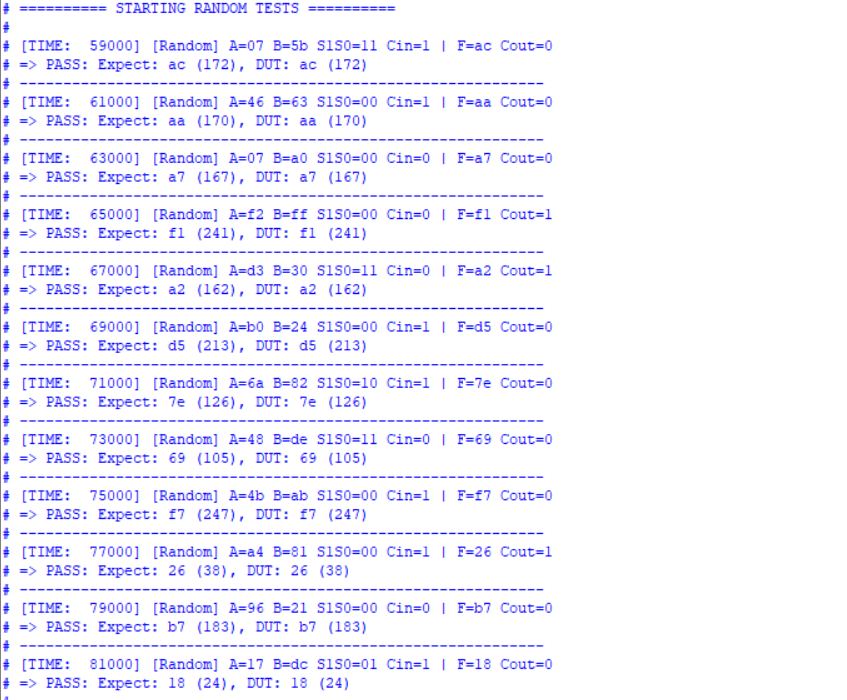 # ========== STARTING RANDOM TESTS ==========
#
# [TIME:  59000] [Random] A=07 B=5b S1S0=11 Cin=1 | F=ac Cout=0
# => PASS: Expect: ac (172), DUT: ac (172)
# --------------------------------------------------
# [TIME:  61000] [Random] A=46 B=63 S1S0=00 Cin=1 | F=aa Cout=0
# => PASS: Expect: aa (170), DUT: aa (170)
# --------------------------------------------------
# [TIME:  63000] [Random] A=07 B=a0 S1S0=00 Cin=0 | F=a7 Cout=0
# => PASS: Expect: a7 (167), DUT: a7 (167)
# --------------------------------------------------
# [TIME:  65000] [Random] A=f2 B=ff S1S0=00 Cin=0 | F=f1 Cout=1
# => PASS: Expect: f1 (241), DUT: f1 (241)
# --------------------------------------------------
# [TIME:  67000] [Random] A=d3 B=30 S1S0=11 Cin=0 | F=a2 Cout=1
# => PASS: Expect: a2 (162), DUT: a2 (162)
# --------------------------------------------------
# [TIME:  69000] [Random] A=b0 B=24 S1S0=00 Cin=1 | F=d5 Cout=0
# => PASS: Expect: d5 (213), DUT: d5 (213)
# --------------------------------------------------
# [TIME:  71000] [Random] A=6a B=82 S1S0=10 Cin=1 | F=7e Cout=0
# => PASS: Expect: 7e (126), DUT: 7e (126)
# --------------------------------------------------
# [TIME:  73000] [Random] A=48 B=de S1S0=11 Cin=0 | F=69 Cout=0
# => PASS: Expect: 69 (105), DUT: 69 (105)
# --------------------------------------------------
# [TIME:  75000] [Random] A=4b B=ab S1S0=00 Cin=1 | F=f7 Cout=0
# => PASS: Expect: f7 (247), DUT: f7 (247)
# --------------------------------------------------
# [TIME:  77000] [Random] A=a4 B=81 S1S0=00 Cin=1 | F=26 Cout=1
# => PASS: Expect: 26 (38), DUT: 26 (38)
# --------------------------------------------------
# [TIME:  79000] [Random] A=96 B=21 S1S0=00 Cin=0 | F=b7 Cout=0
# => PASS: Expect: b7 (183), DUT: b7 (183)
# --------------------------------------------------
# [TIME:  81000] [Random] A=17 B=dc S1S0=01 Cin=1 | F=18 Cout=0
# => PASS: Expect: 18 (24), DUT: 18 (24)